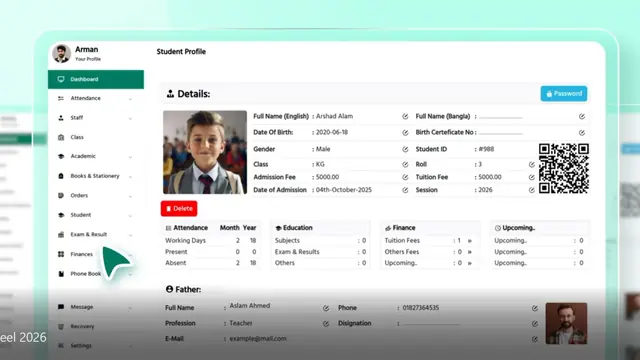 Arman
Your Profile
Student Profile
Dashboard
Attendance
Staff
Class
Academic
Books & Stationery
Orders
Student
Exam & Result
Finances
Phone Book
Message
Recovery
Settings
eel 2026
Details:
Password
Full Name (English) : Arshad Alam
Full Name (Bangla) :
Date Of Birth : 2020-06-18
Birth Certeficate No :
Gender : Male
Student ID : #988
Class : KG
Roll : 3
Admission Fee : 5000.00
Tuition Fee : 5000.00
Date of Admission : 04th-October-2025
Session : 2026
Delete
Attendance Month Year
Working Days 2 18
Present 0 0
Absent 2 18
Education
Subjects : 0
Exam & Results : 0
Others : 0
Finance
Tuition Fees : 1 »
Others Fees : 0 »
Upcoming.. : 0 »
Upcoming..
Upcoming.. : 0
Upcoming.. : 0
Upcoming.. : 0
Father:
Full Name : Aslam Ahmed
Phone : 01827364535
Profession : Teacher
Disignation :
E-Mail : example@mail.com